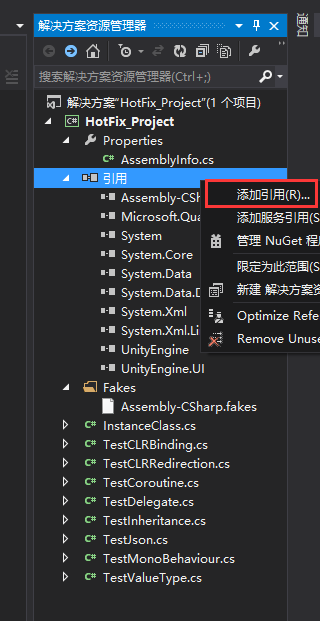 解决方案资源管理器
搜索解决方案资源管理器(Ctrl+;)
解决方案"HotFix_Project"(1 个项目)
HotFix_Project
Properties
AssemblyInfo.cs
引用
添加引用(R)...
Assembly-CSh
添加服务引用(S
Microsoft.Qua
管理 NuGet 程
System
System.Core
限定为此范围(S
System.Data
新建 解决方案资
System.Data.D
System.Xml
Optimize Refe
System.Xml.Li
Remove Unuse
UnityEngine
UnityEngine.UI
Fakes
Assembly-CSharp.fakes
InstanceClass.cs
TestCLRBinding.cs
TestCLRRedirection.cs
TestCoroutine.cs
TestDelegate.cs
TestInheritance.cs
TestJson.cs
TestMonoBehaviour.cs
TestValueType.cs
通知